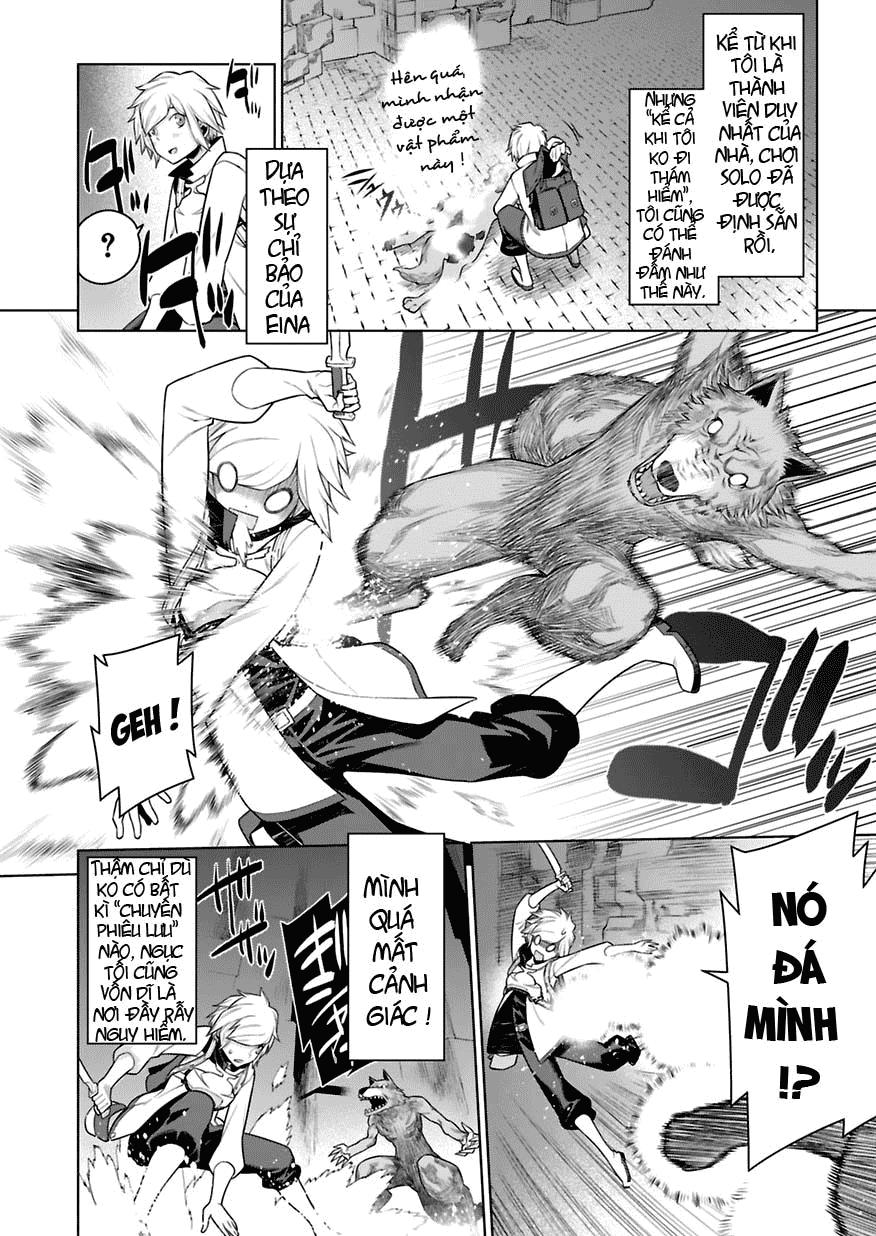 KỂ TỪ KHI
TÔI LÀ
THÀNH
VIÊN DUY
NHẤT CỦA
NHÀ, CHƠI
SOLO ĐÃ
ĐƯỢC
ĐỊNH SẴN
RỒI,
NHƯNG
"KỂ CẢ
KHI TÔI
KO ĐI
THÁM
HIỂM",
TÔI CŨNG
CÓ THỂ
ĐÁNH
ĐẤM NHƯ
THẾ NÀY.
Hên quá,
mình nhận
được một
vật phẩm
này !
DỰA
THEO
SỰ
CHỈ
BẢO
CỦA
EINA
?
GEH !
NÓ
ĐÁ
MÌNH
!?
MÌNH
QUÁ
MẤT
CẢNH
GIÁC !
THẬM CHỈ DÙ
KO CÓ BẤT
KÌ "CHUYẾN
PHIÊU LƯU"
NÀO, NGỤC
TỐI CŨNG
VỐN DĨ LÀ
NƠI ĐẦY RẪY
NGUY HIỂM.